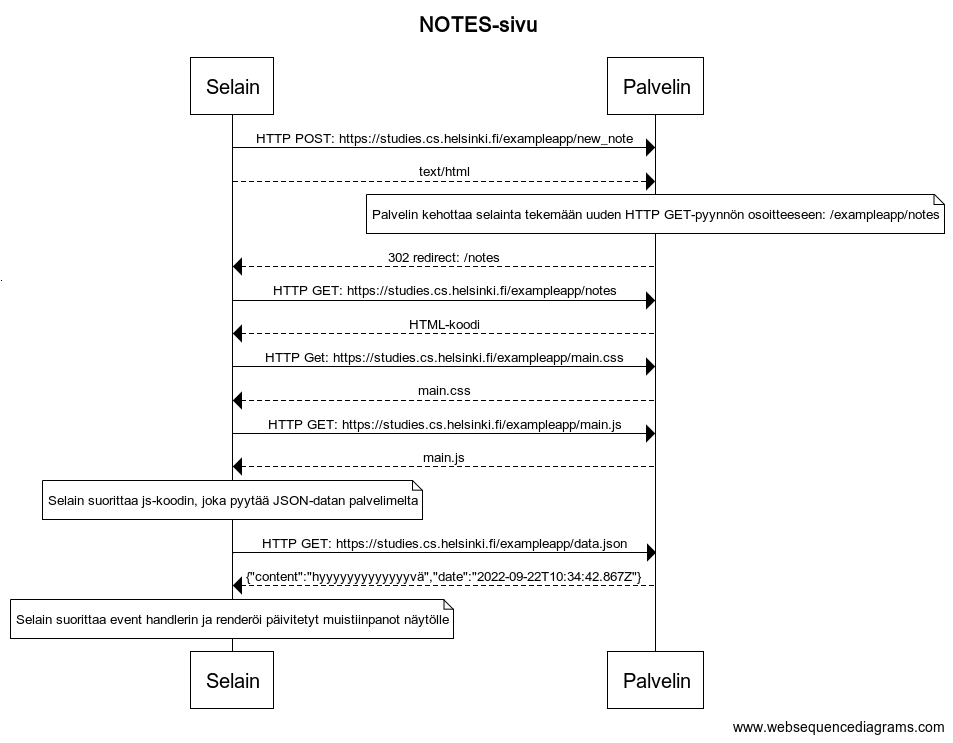 NOTES-sivu
Selain
Palvelin
HTTP POST: https://studies.cs.helsinki.fi/exampleapp/new_note
text/html
Palvelin kehottaa selainta tekemään uuden HTTP GET-pyynnön osoitteeseen: /exampleapp/notes
302 redirect: /notes
HTTP GET: https://studies.cs.helsinki.fi/exampleapp/notes
HTML-koodi
HTTP Get: https://studies.cs.helsinki.fi/exampleapp/main.css
main.css
HTTP GET: https://studies.cs.helsinki.fi/exampleapp/main.js
main.js
Selain suorittaa js-koodin, joka pyytää JSON-datan palvelimelta
HTTP GET: https://studies.cs.helsinki.fi/exampleapp/data.json
{"content":"hyyyyyyyyyyyyyvä","date":"2022-09-22T10:34:42.867Z"}
Selain suorittaa event handlerin ja renderöi päivitetyt muistiinpanot näytölle
Selain
Palvelin
www.websequencediagrams.com